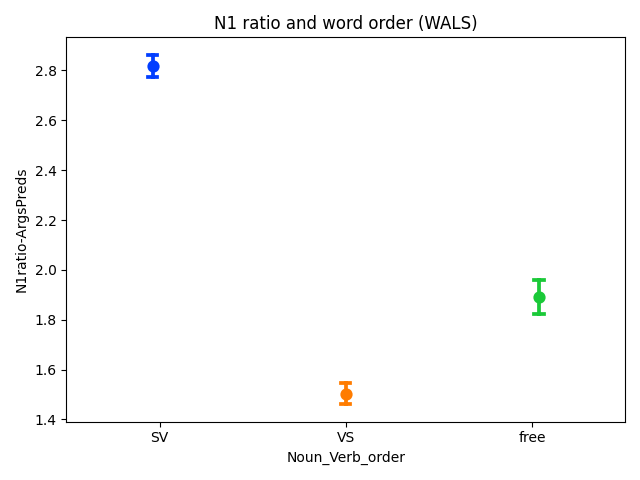 N1 ratio and word order (WALS)
N1ratio-ArgsPreds
2.8
2.6
2.4
2.2
2.0
1.8
1.6
1.4
SV
VS
free
Noun_Verb_order